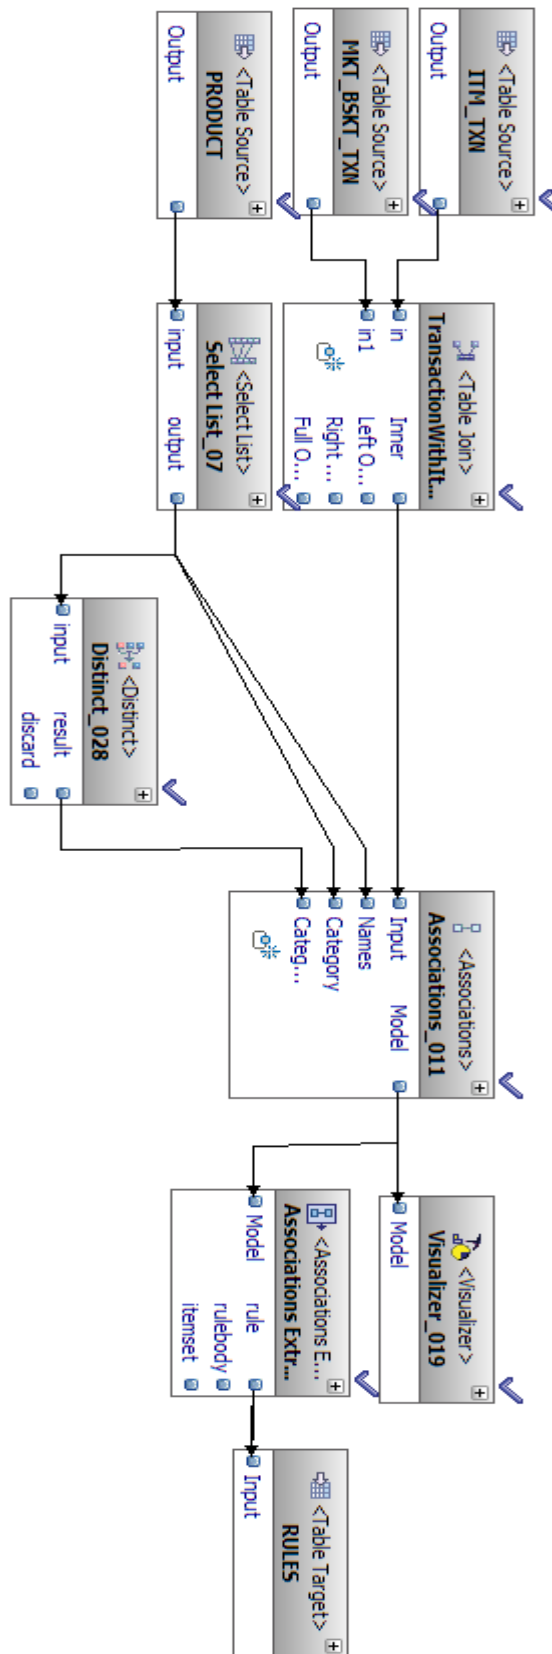 <Table Source>
ITM_TXN
Output
<Table Source>
MKT_BSKT_TXN
Output
<Table Source>
PRODUCT
Output
<Table Join>
TransactionWithIt...
in
Inner
in1
Left O...
Right ...
Full O...
<Select List>
Select List_07
input
output
<Distinct>
Distinct_028
input
result
discard
<Associations>
Associations_011
Input
Model
Names
Category
Categ...
<Visualizer>
Visualizer_019
Model
<Associations E...
Associations Extr...
Model
rule
rulebody
itemset
<Table Target>
RULES
Input